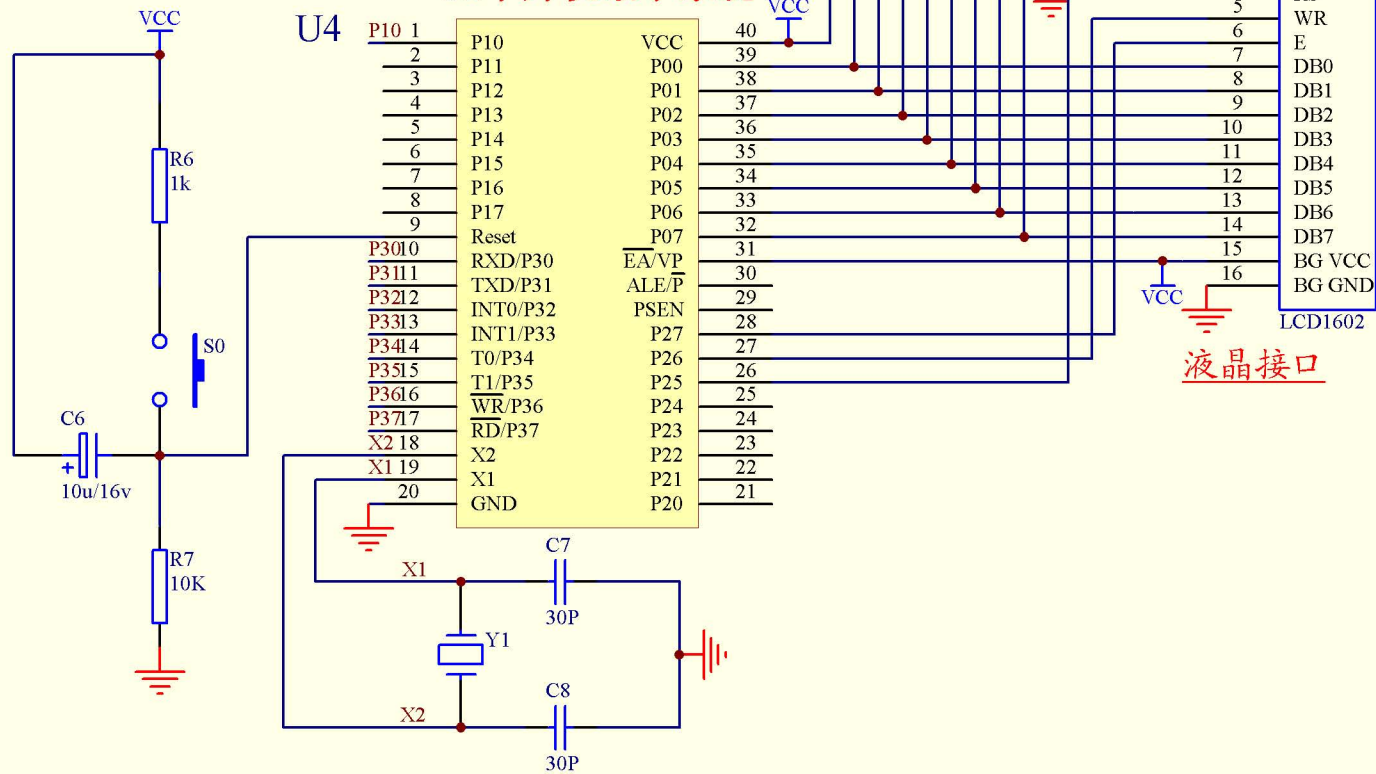 VCC
R6
1k
S0
C6
+
10u/16v
R7
10K
U4
P10 1 P10
2 P11
3 P12
4 P13
5 P14
6 P15
7 P16
8 P17
9 Reset
P30 10 RXD/P30
P31 11 TXD/P31
P32 12 INT0/P32
P33 13 INT1/P33
P34 14 T0/P34
P35 15 T1/P35
P36 16 WR/P36
P37 17 RD/P37
X2 18 X2
X1 19 X1
20 GND
VCC 40
P00 39
P01 38
P02 37
P03 36
P04 35
P05 34
P06 33
P07 32
EA/VP 31
ALE/P 30
PSEN 29
P27 28
P26 27
P25 26
P24 25
P23 24
P22 23
P21 22
P20 21
VCC
5 WR
6 E
7 DB0
8 DB1
9 DB2
10 DB3
11 DB4
12 DB5
13 DB6
14 DB7
15 BG VCC
16 BG GND
VCC
LCD1602
液晶接口
X1
C7
30P
Y1
X2
C8
30P